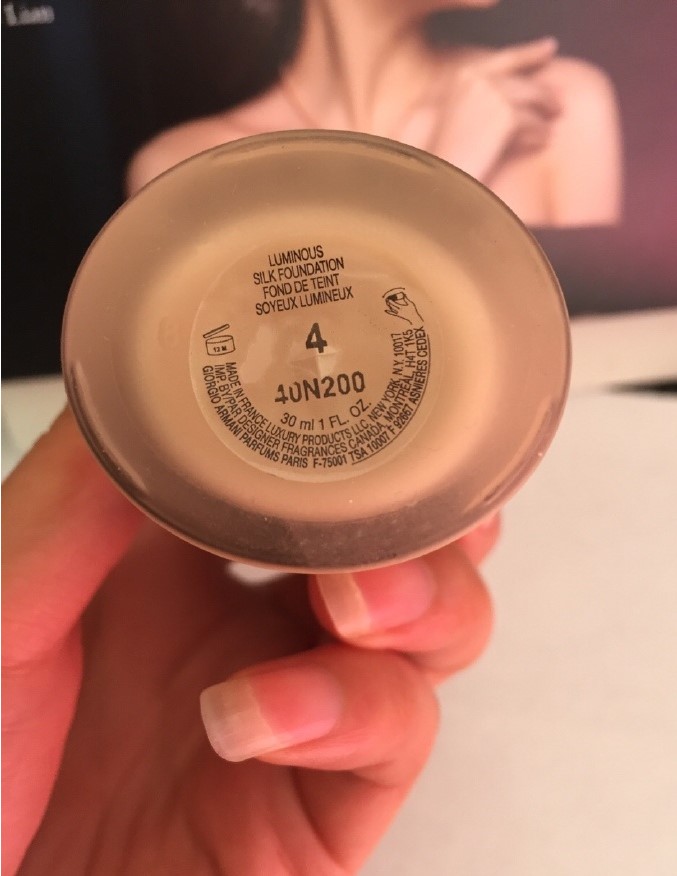 LUMINOUS
SILK FOUNDATION
FOND DE TEINT
SOYEUX LUMINEUX
4
40N200
30 ml 1 FL. OZ.
12 M
MADE IN FRANCE LUXURY PRODUCTS LLC, NEW YORK, N.Y. 10017
IMP. BY/PAR DESIGNER FRAGRANCES CANADA, MONTREAL, H4T 1K5
GIORGIO ARMANI PARFUMS PARIS F-75001 TSA 10007 F 92667 ASNIERES CEDEX